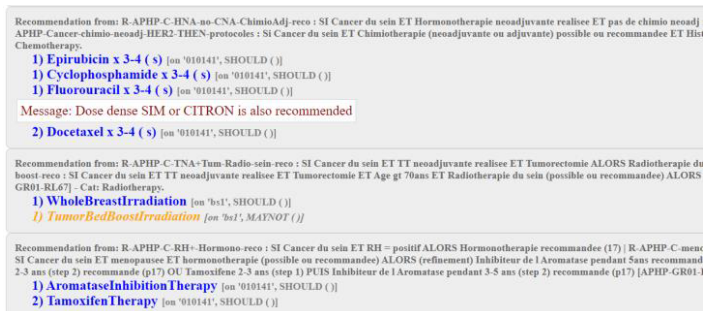 Recommendation from: R-APHP-C-HNA-no-CNA-ChimioAdj-reco : SI Cancer du sein ET Hormonotherapie neoadjuvante realisee ET pas de chimio neoadj
APHP-Cancer-chimio-neoadj-HER2-THEN-protocoles : Si Cancer du sein ET Chimiotherapie (neoadjuvante ou adjuvante) possible ou recommandee ET Hist
Chemotherapy.
1) Epirubicin x 3-4 ( s) [on '010141', SHOULD ( )]
1) Cyclophosphamide x 3-4 ( s) [on '010141', SHOULD ( )]
1) Fluorouracil x 3-4 ( s) [on '010141', SHOULD ( )]
Message: Dose dense SIM or CITRON is also recommended
2) Docetaxel x 3-4 ( s) [on '010141', SHOULD ( )]
Recommendation from: R-APHP-C-TNA+Tum-Radio-sein-reco : SI Cancer du sein ET TT neoadjuvante realisee ET Tumorectomie ALORS Radiotherapie du
boost-reco : SI Cancer du sein ET TT neoadjuvante realisee ET Tumorectomie ET Age gt 70ans ET Radiotherapie du sein (possible ou recommandee) ALORS
GR01-RL67] - Cat: Radiotherapy.
1) WholeBreastIrradiation [on 'bs1', SHOULD ( )]
1) TumorBedBoostIrradiation [on 'bs1', MAYNOT ( )]
Recommendation from: R-APHP-C-RH+-Hormono-reco : SI Cancer du sein ET RH = positif ALORS Hormonotherapie recommandee (17) | R-APHP-C-meno
SI Cancer du sein ET menopausee ET hormonotherapie (possible ou recommandee) ALORS (refinement) Inhibiteur de l Aromatase pendant 5ans recommand
2-3 ans (step 2) recommande (p17) OU Tamoxifene 2-3 ans (step 1) PUIS Inhibiteur de l Aromatase pendant 3-5 ans (step 2) recommande (p17) [APHP-GR01-
1) AromataseInhibitionTherapy [on '010141', SHOULD ( )]
2) TamoxifenTherapy [on '010141', SHOULD ( )]